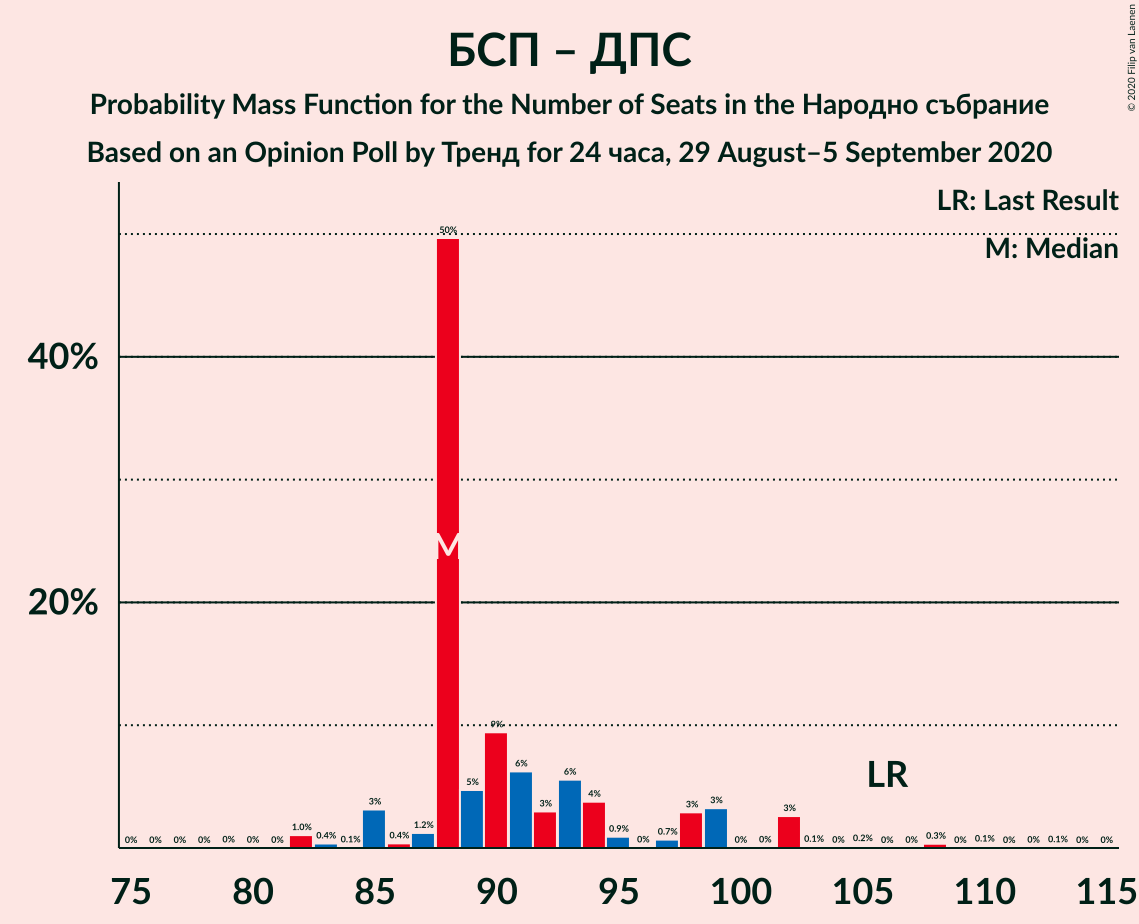 БСП – ДПС
Probability Mass Function for the Number of Seats in the Народно събрание
Based on an Opinion Poll by Тренд for 24 часа, 29 August–5 September 2020
© 2020 Filip van Laenen
LR: Last Result
M: Median
40%
20%
0% 0% 0% 0% 0% 0% 0% 1.0% 0.4% 0.1% 3% 0.4% 1.2% 50% 5% 9% 6% 3% 6% 4% 0.9% 0% 0.7% 3% 3% 0% 0% 3% 0.1% 0% 0.2% 0% 0% 0.3% 0% 0.1% 0% 0% 0.1% 0% 0%
M
LR
75 80 85 90 95 100 105 110 115